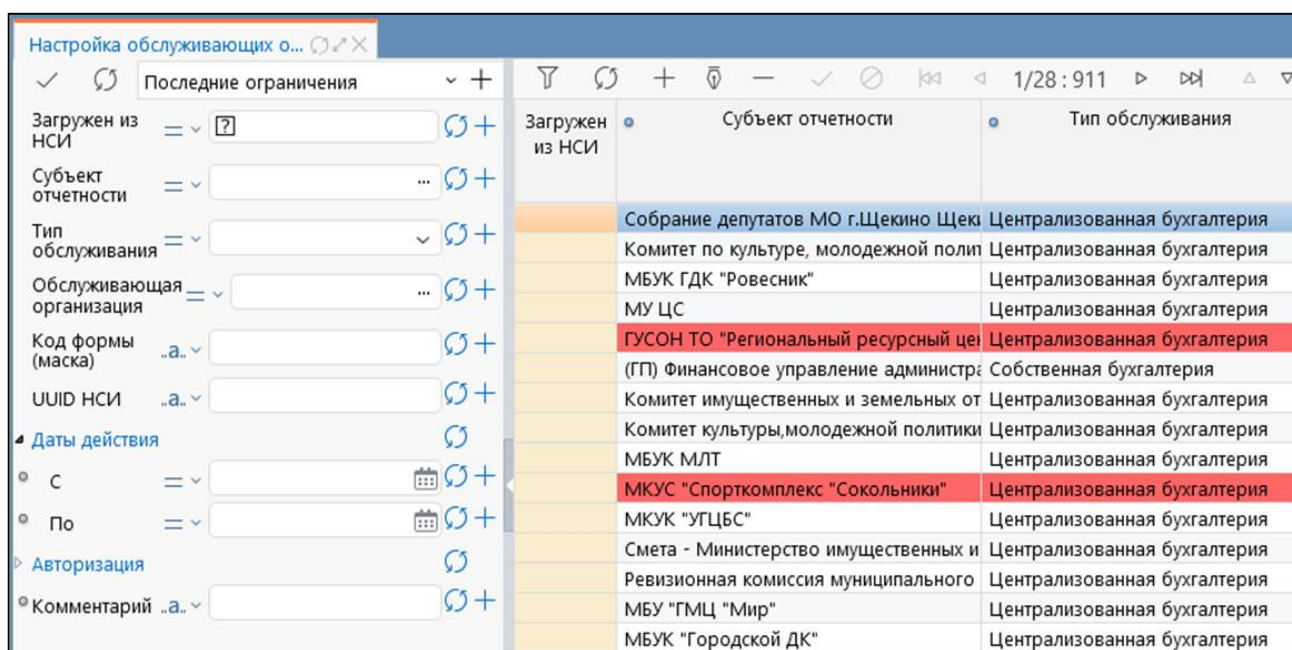 Настройка обслуживающих о...
Последние ограничения
Загружен из
НСИ
Субъект
отчетности
Тип
обслуживания
Обслуживающая
организация
Код формы
(маска)
..а..
UUID НСИ
..а..
Даты действия
С
По
Авторизация
Комментарий ..а..
1/28 : 911
Загружен
из НСИ
Субъект отчетности
Тип обслуживания
Собрание депутатов МО г.Щекино Щеки Централизованная бухгалтерия
Комитет по культуре, молодежной полит Централизованная бухгалтерия
МБУК ГДК "Ровесник" Централизованная бухгалтерия
МУ ЦС Централизованная бухгалтерия
ГУСОН ТО "Региональный ресурсный цен Централизованная бухгалтерия
(ГП) Финансовое управление администра Собственная бухгалтерия
Комитет имущественных и земельных от Централизованная бухгалтерия
Комитет культуры,молодежной политики Централизованная бухгалтерия
МБУК МЛТ Централизованная бухгалтерия
МКУС "Спорткомплекс "Сокольники" Централизованная бухгалтерия
МКУК "УГЦБС" Централизованная бухгалтерия
Смета - Министерство имущественных и Централизованная бухгалтерия
Ревизионная комиссия муниципального Централизованная бухгалтерия
МБУ "ГМЦ "Мир" Централизованная бухгалтерия
МБУК "Городской ДК" Централизованная бухгалтерия